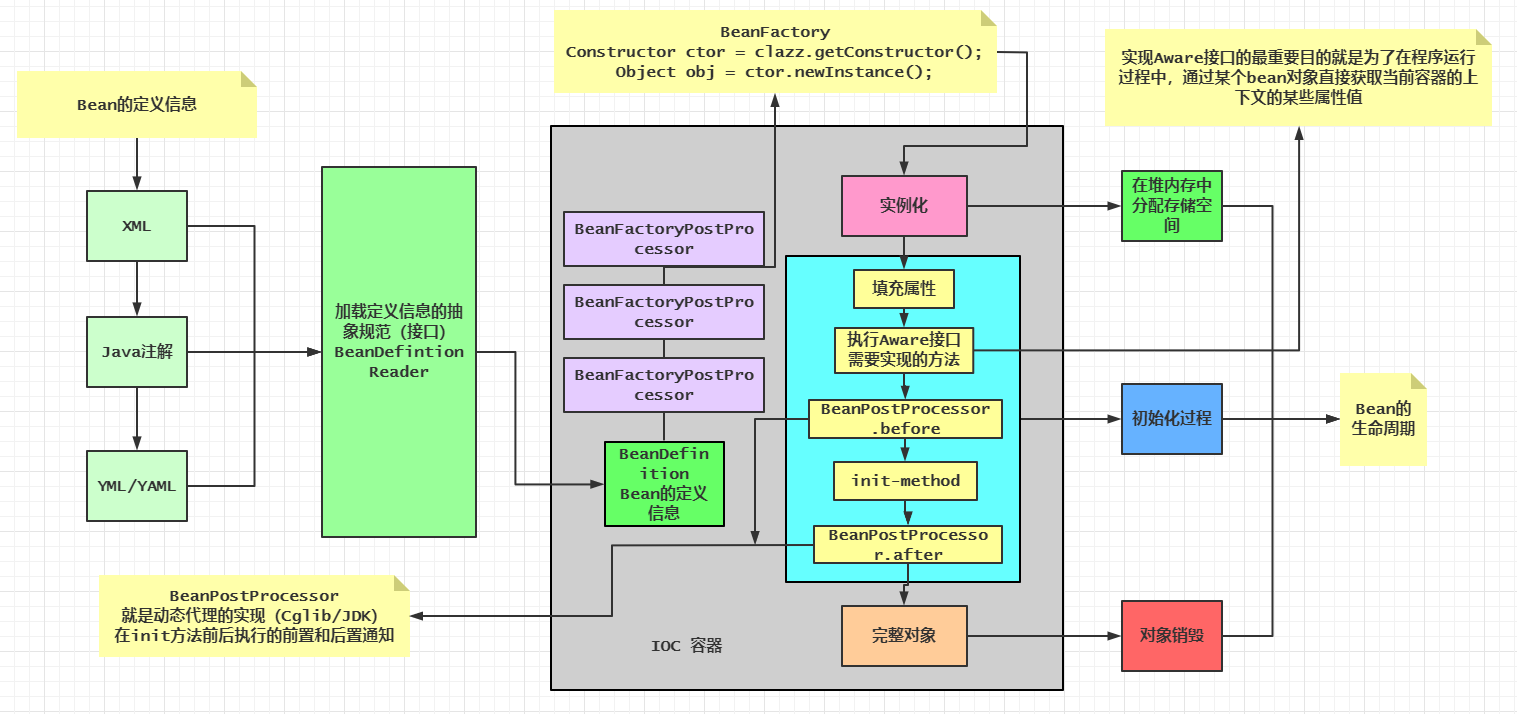 Bean的定义信息
XML
Java注解
YML/YAML
加载定义信息的抽
象规范（接口）
BeanDefintion
Reader
BeanFactory
Constructor ctor = clazz.getConstructor();
Object obj = ctor.newInstance();
BeanFactoryPostPro
cessor
BeanFactoryPostPro
cessor
BeanFactoryPostPro
cessor
BeanDefin
ition
Bean的定义
信息
实例化
填充属性
执行Aware接口
需要实现的方法
BeanPostProcessor
.before
init-method
BeanPostProcesso
r.after
完整对象
IOC 容器
实现Aware接口的最重要目的就是为了在程序运行
过程中，通过某个bean对象直接获取当前容器的上
下文的某些属性值
在堆内存中
分配存储空
间
初始化过程
Bean的
生命周期
对象销毁
BeanPostProcessor
就是动态代理的实现（Cglib/JDK）
在init方法前后执行的前置和后置通知